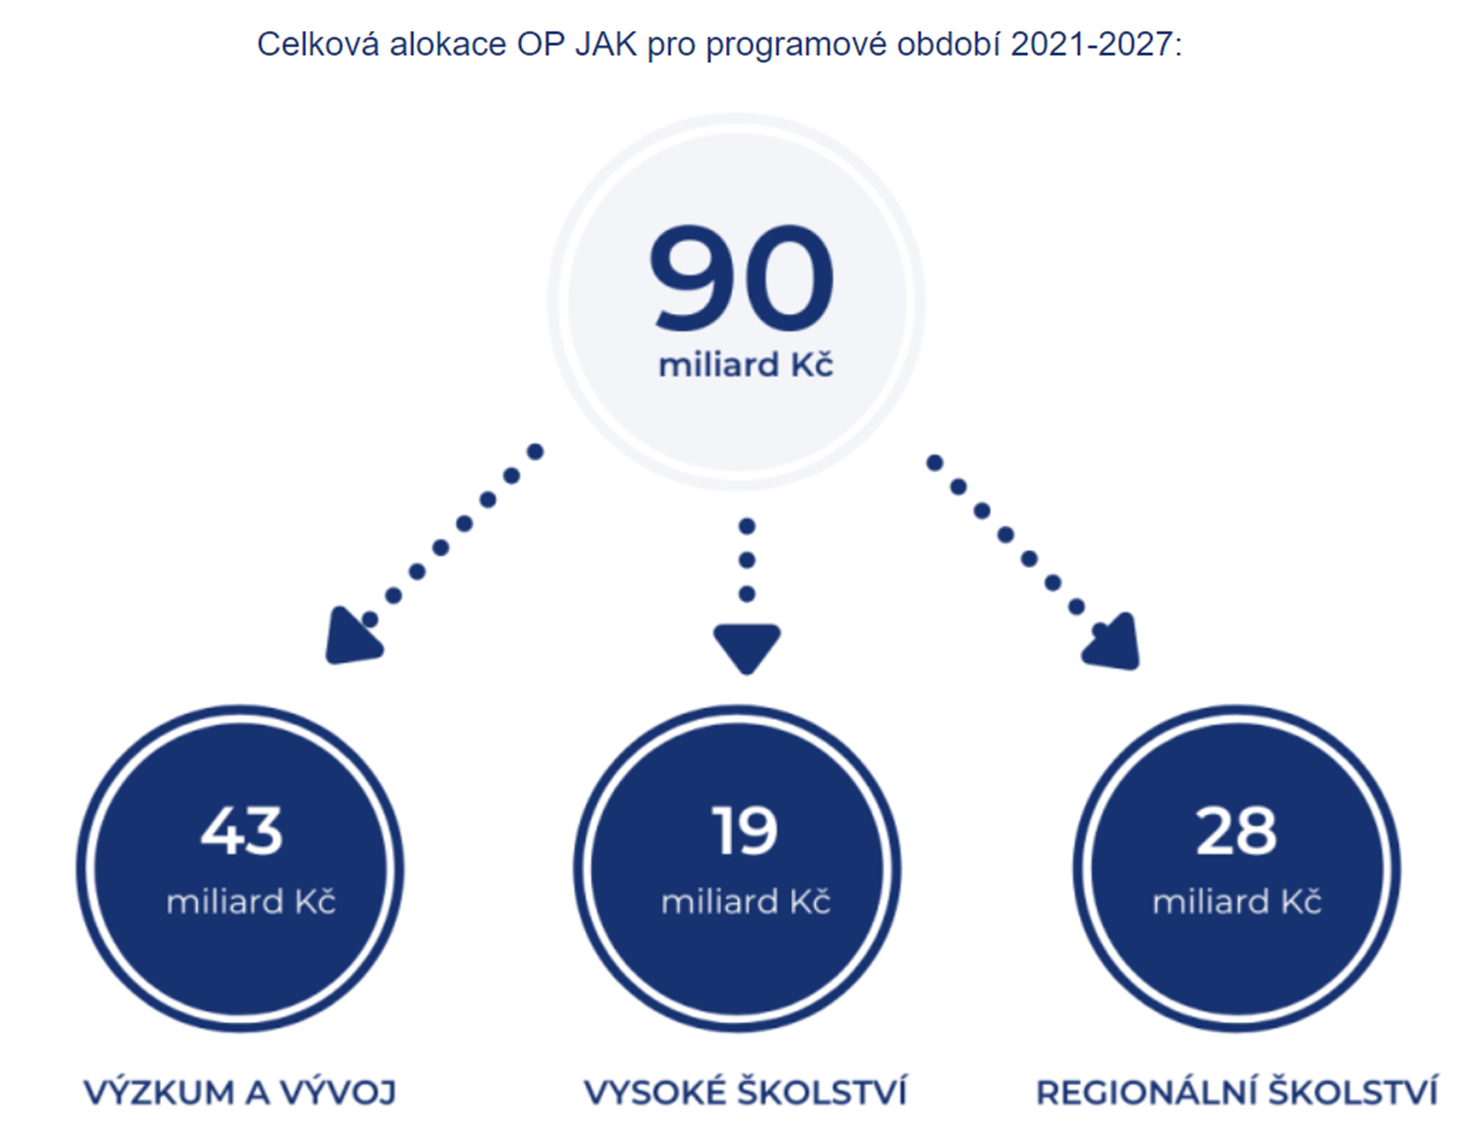 Celková alokace OP JAK pro programové období 2021-2027:
90
miliard Kč
43
miliard Kč
19
miliard Kč
28
miliard Kč
VÝZKUM A VÝVOJ
VYSOKÉ ŠKOLSTVÍ
REGIONÁLNÍ ŠKOLSTVÍ